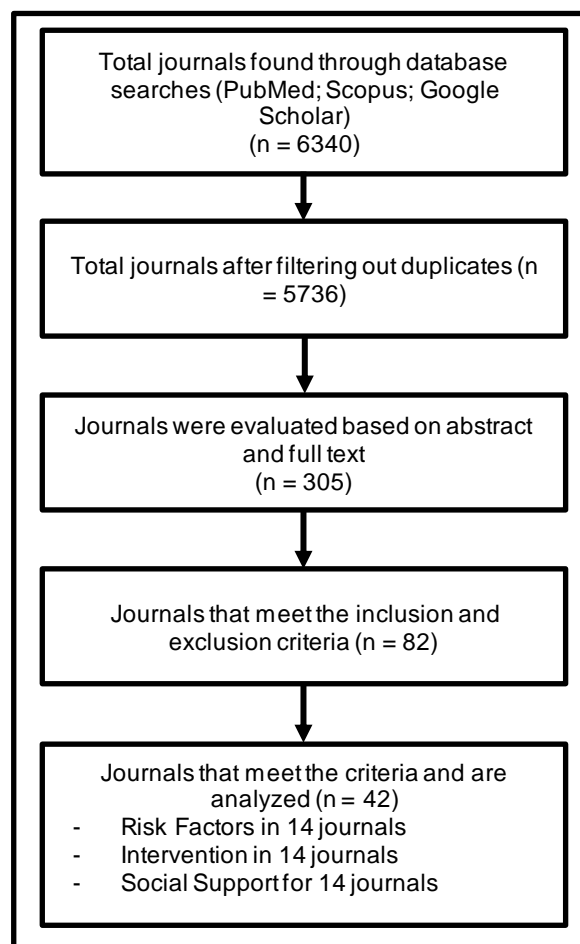 Total journals found through database
searches (PubMed; Scopus; Google
Scholar)
(n = 6340)
Total journals after filtering out duplicates (n
= 5736)
Journals were evaluated based on abstract
and full text
(n = 305)
Journals that meet the inclusion and
exclusion criteria (n = 82)
Journals that meet the criteria and are
analyzed (n = 42)
- Risk Factors in 14 journals
- Intervention in 14 journals
- Social Support for 14 journals